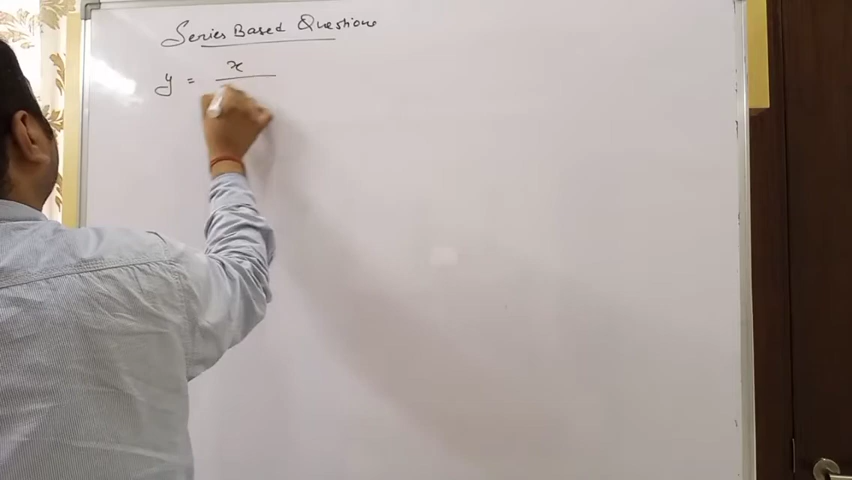 Series Based Questions
y = x